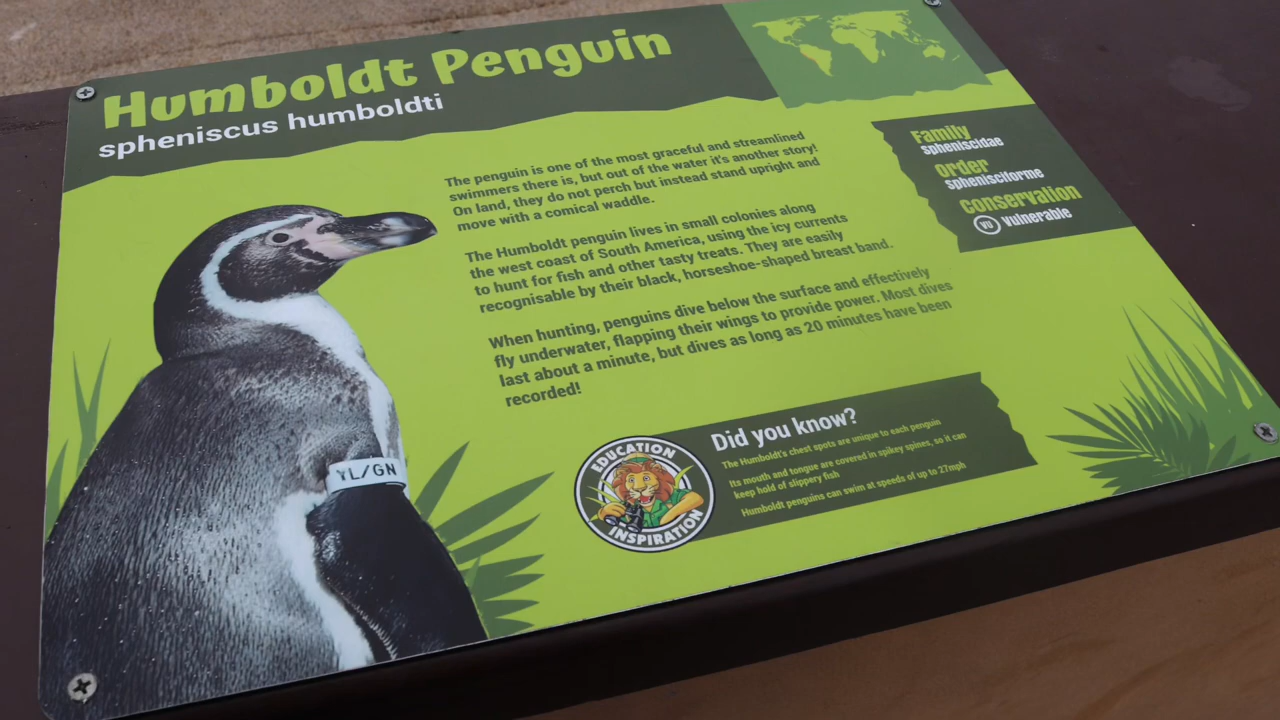 Humboldt Penguin
spheniscus humboldti
The penguin is one of the most graceful and streamlined
swimmers there is, but out of the water it's another story!
On land, they do not perch but instead stand upright and
move with a comical waddle.
The Humboldt penguin lives in small colonies along
the west coast of South America, using the icy currents
to hunt for fish and other tasty treats. They are easily
recognisable by their black, horseshoe-shaped breast band.
When hunting, penguins dive below the surface and effectively
fly underwater, flapping their wings to provide power. Most dives
last about a minute, but dives as long as 20 minutes have been
recorded!
Family
spheniscidae
order
sphenisciforme
conservation
VU vulnerable
YL/GN
EDUCATION
INSPIRATION
Did you know?
The Humboldt's chest spots are unique to each penguin
Its mouth and tongue are covered in spikey spines, so it can
keep hold of slippery fish
Humboldt penguins can swim at speeds of up to 27mph